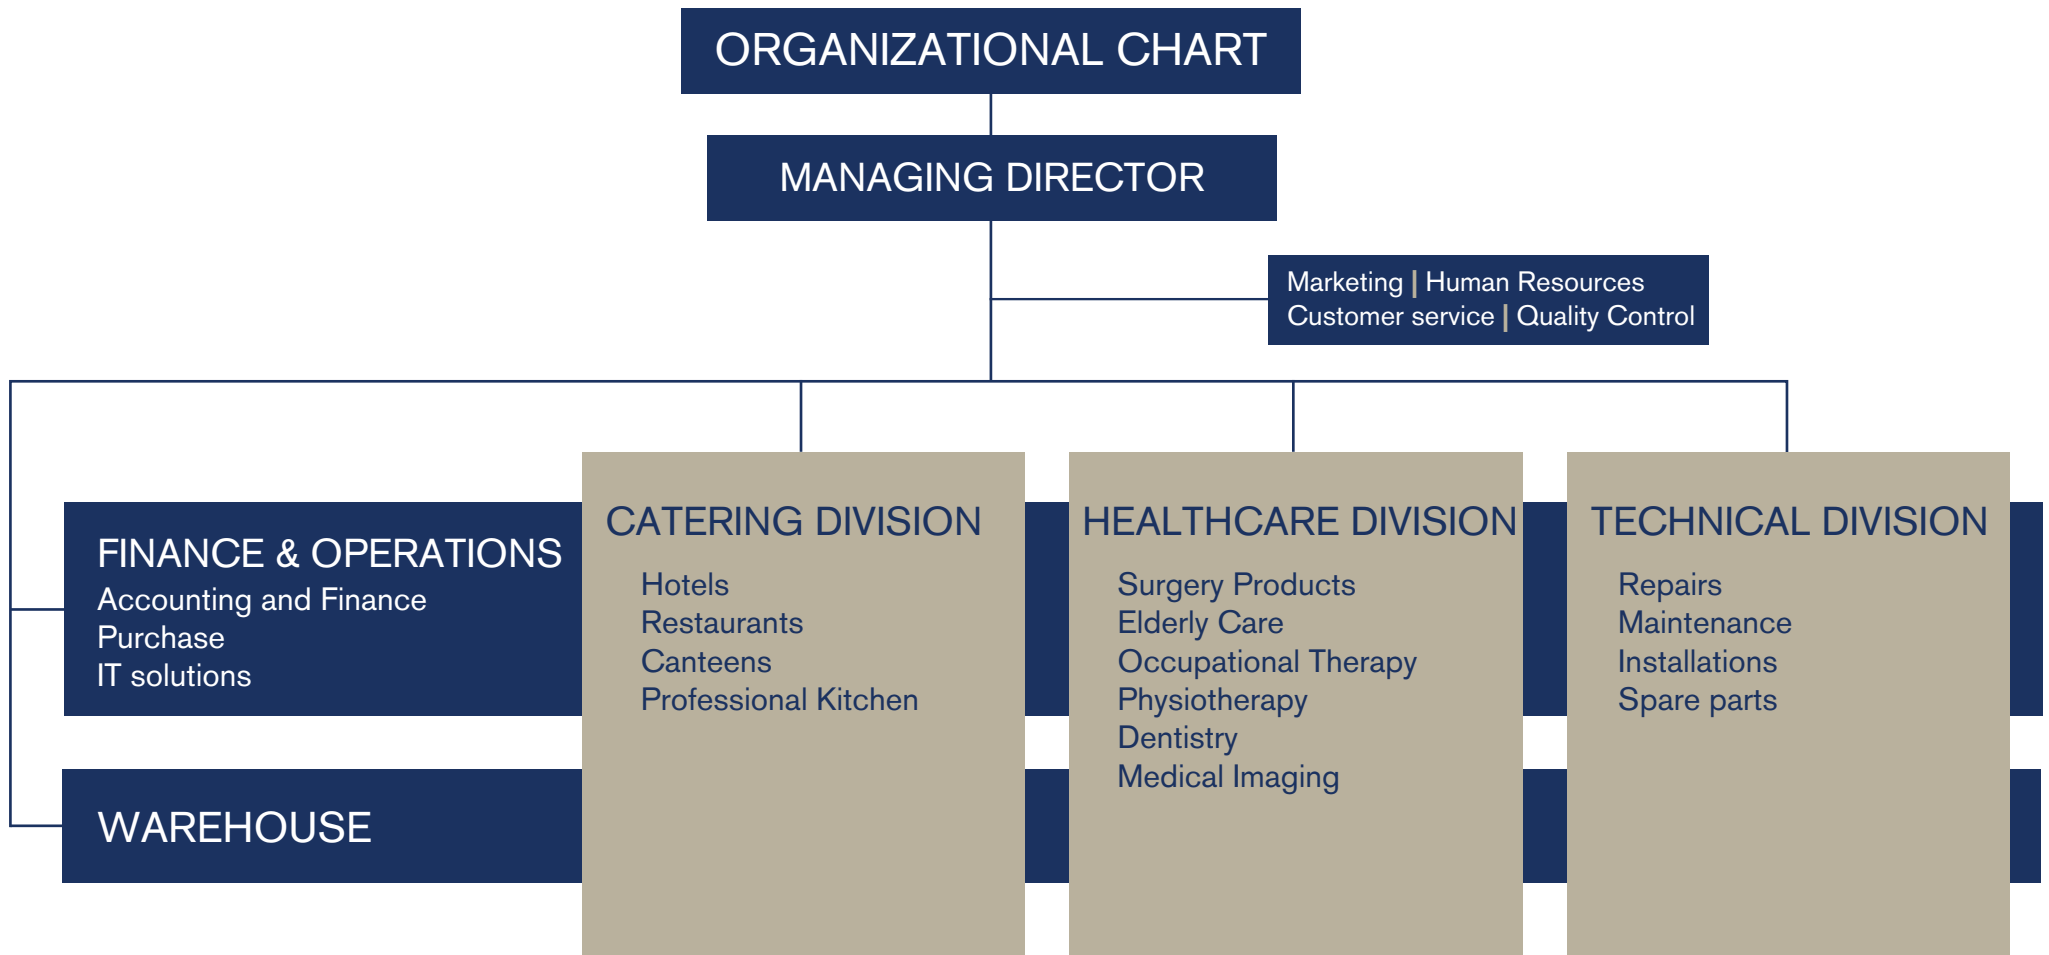 ORGANIZATIONAL CHART
MANAGING DIRECTOR
Marketing | Human Resources
Customer service | Quality Control
FINANCE & OPERATIONS
Accounting and Finance
Purchase
IT solutions
WAREHOUSE
CATERING DIVISION
Hotels
Restaurants
Canteens
Professional Kitchen
HEALTHCARE DIVISION
Surgery Products
Elderly Care
Occupational Therapy
Physiotherapy
Dentistry
Medical Imaging
TECHNICAL DIVISION
Repairs
Maintenance
Installations
Spare parts